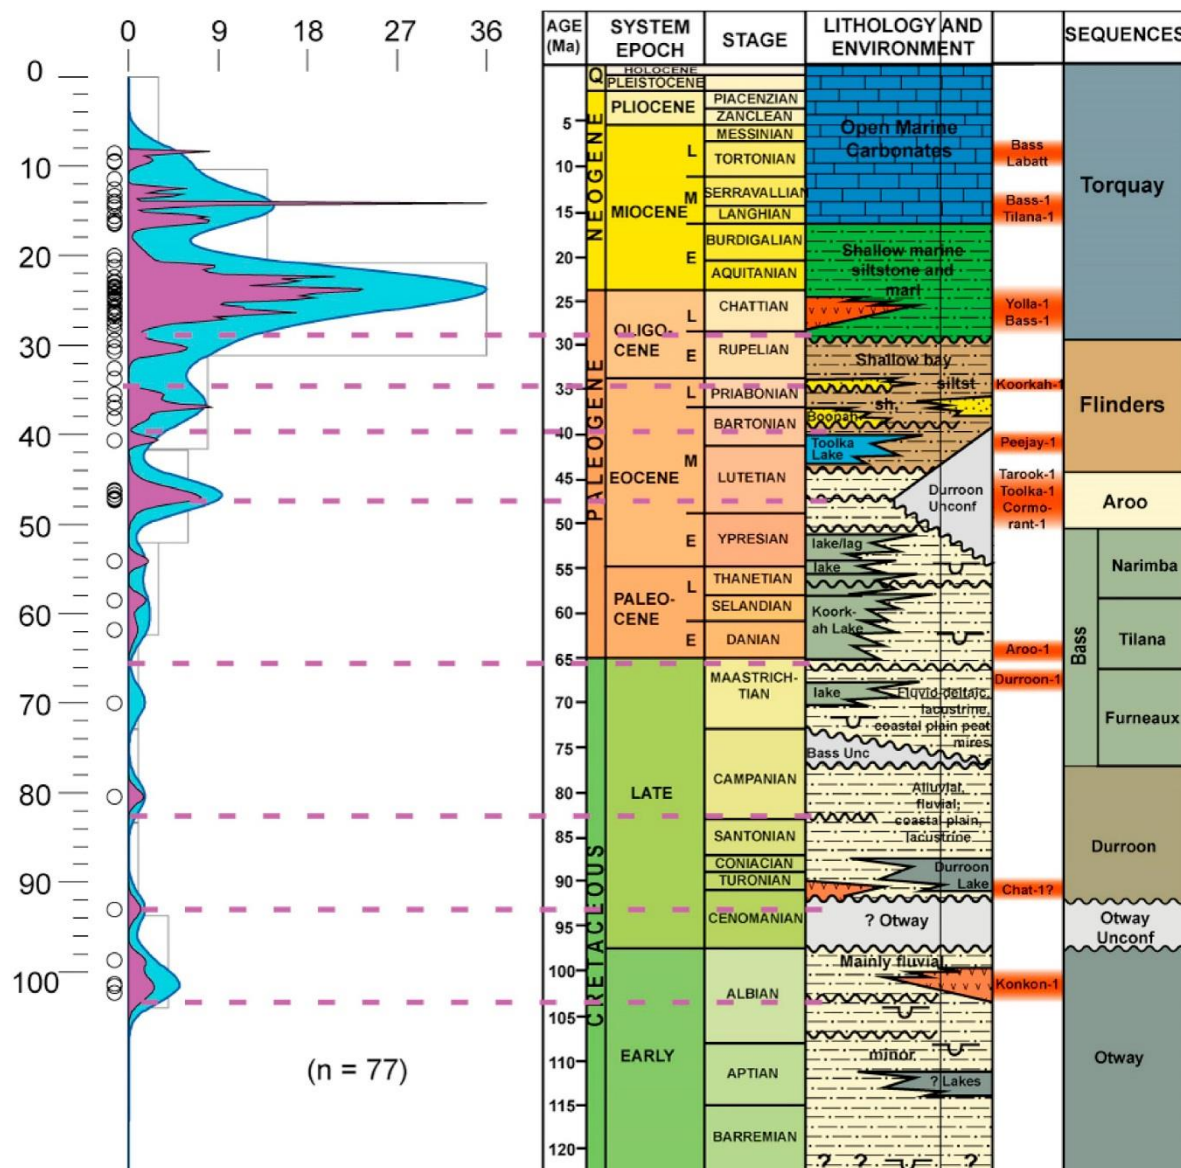 0 9 18 27 36
0
10
20
30
40
50
60
70
80
90
100
(n = 77)
AGE
(Ma)
SYSTEM
EPOCH
STAGE
LITHOLOGY AND
ENVIRONMENT
SEQUENCES
5
10
15
20
25
30
35
40
45
50
55
60
65
70
75
80
85
90
95
100
105
110
115
120
Q
NEOGENE
PALEOGENE
CRETACLEOUS
HOLOCENE
PLEISTOCENE
PLIOCENE
MIOCENE
L
M
E
OLIGO-
CENE
L
E
EOCENE
L
M
E
PALEO-
CENE
L
E
LATE
EARLY
PIACENZIAN
ZANCLEAN
MESSINIAN
TORTONIAN
SERRAVALLIAN
LANGHIAN
BURDIGALIAN
AQUITANIAN
CHATTIAN
RUPELIAN
PRIABONIAN
BARTONIAN
LUTETIAN
YPRESIAN
THANETIAN
SELANDIAN
DANIAN
MAASTRICH-
TIAN
CAMPANIAN
SANTONIAN
CONIACIAN
TURONIAN
CENOMANIAN
ALBIAN
APTIAN
BARREMIAN
Open Marine
Carbonates
Shallow marine
siltstone and
marl
Shallow bay
siltst
sh,
Boonah
Toolka
Lake
Durroon
Unconf
lake/lag
lake
Koork-
ah Lake
lake
Fluvio-deltaic,
lacustrine,
coastal plain peat
mires
Bass Unc
Alluvial,
fluvial,
coastal plain,
lacustrine
Durroon
Lake
? Otway
Mainly fluvial
minor
? Lakes
? ? ?
Bass
Labatt
Bass-1
Tilana-1
Yolla-1
Bass-1
Koorkah-1
Peejay-1
Tarook-1
Toolka-1
Cormo-
rant-1
Aroo-1
Durroon-1
Chat-1?
Konkon-1
Torquay
Flinders
Aroo
Bass
Narimba
Tilana
Furneaux
Durroon
Otway
Unconf
Otway